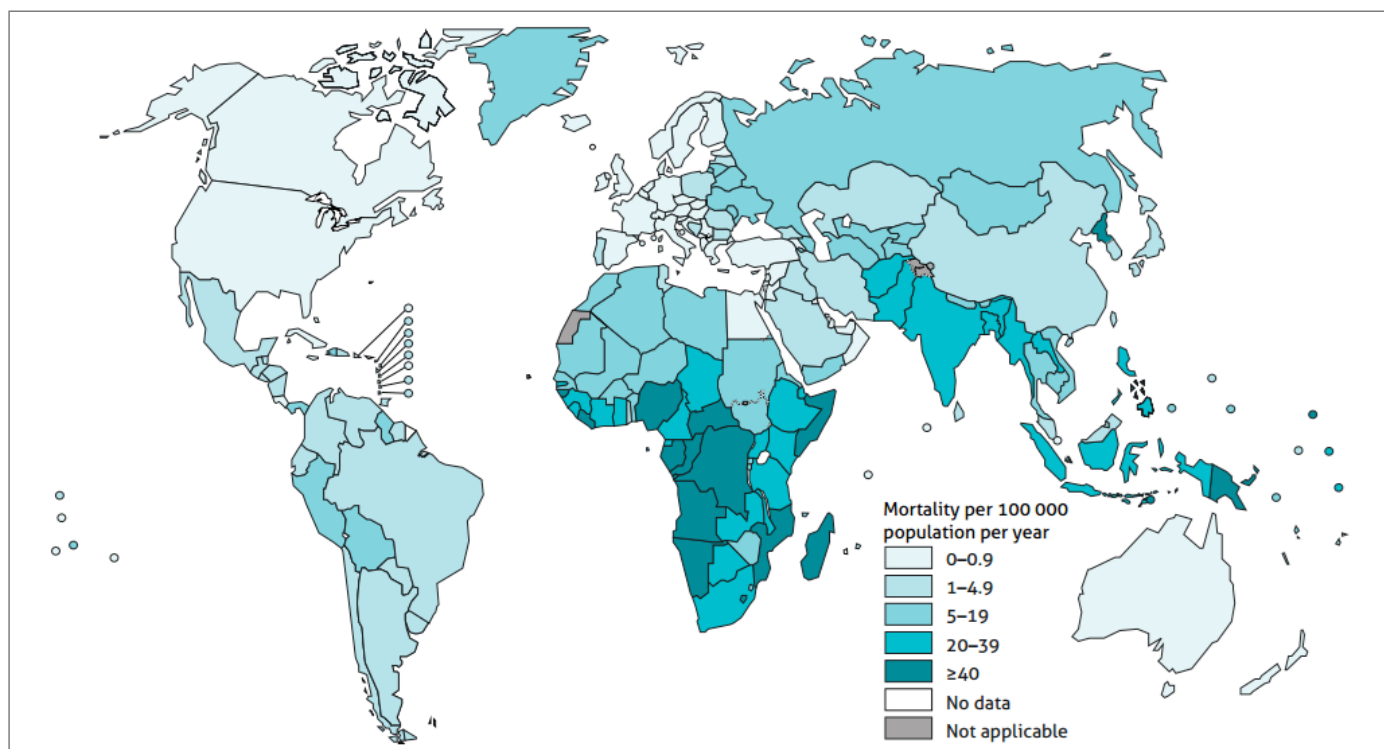 Mortality per 100 000
population per year
0–0.9
1–4.9
5–19
20–39
≥40
No data
Not applicable